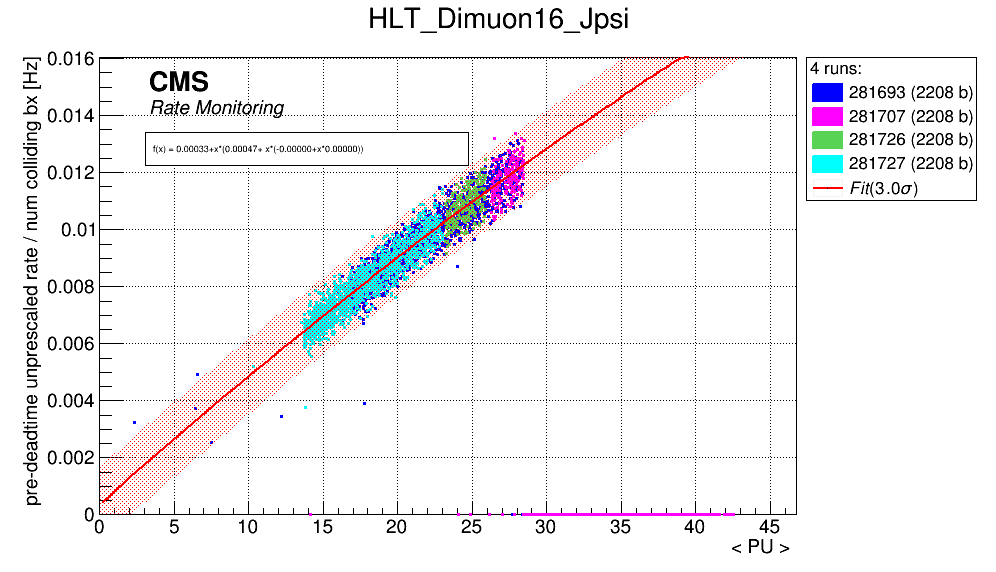 HLT_Dimuon16_Jpsi
pre-deadtime unprescaled rate / num colliding bx [Hz]
0.016
0.014
0.012
0.01
0.008
0.006
0.004
0.002
0
CMS
Rate Monitoring
f(x) = 0.00033+x*(0.00047+ x*(-0.00000+x*0.00000))
0 5 10 15 20 25 30 35 40 45
< PU >
4 runs:
281693 (2208 b)
281707 (2208 b)
281726 (2208 b)
281727 (2208 b)
Fit(3.0σ)